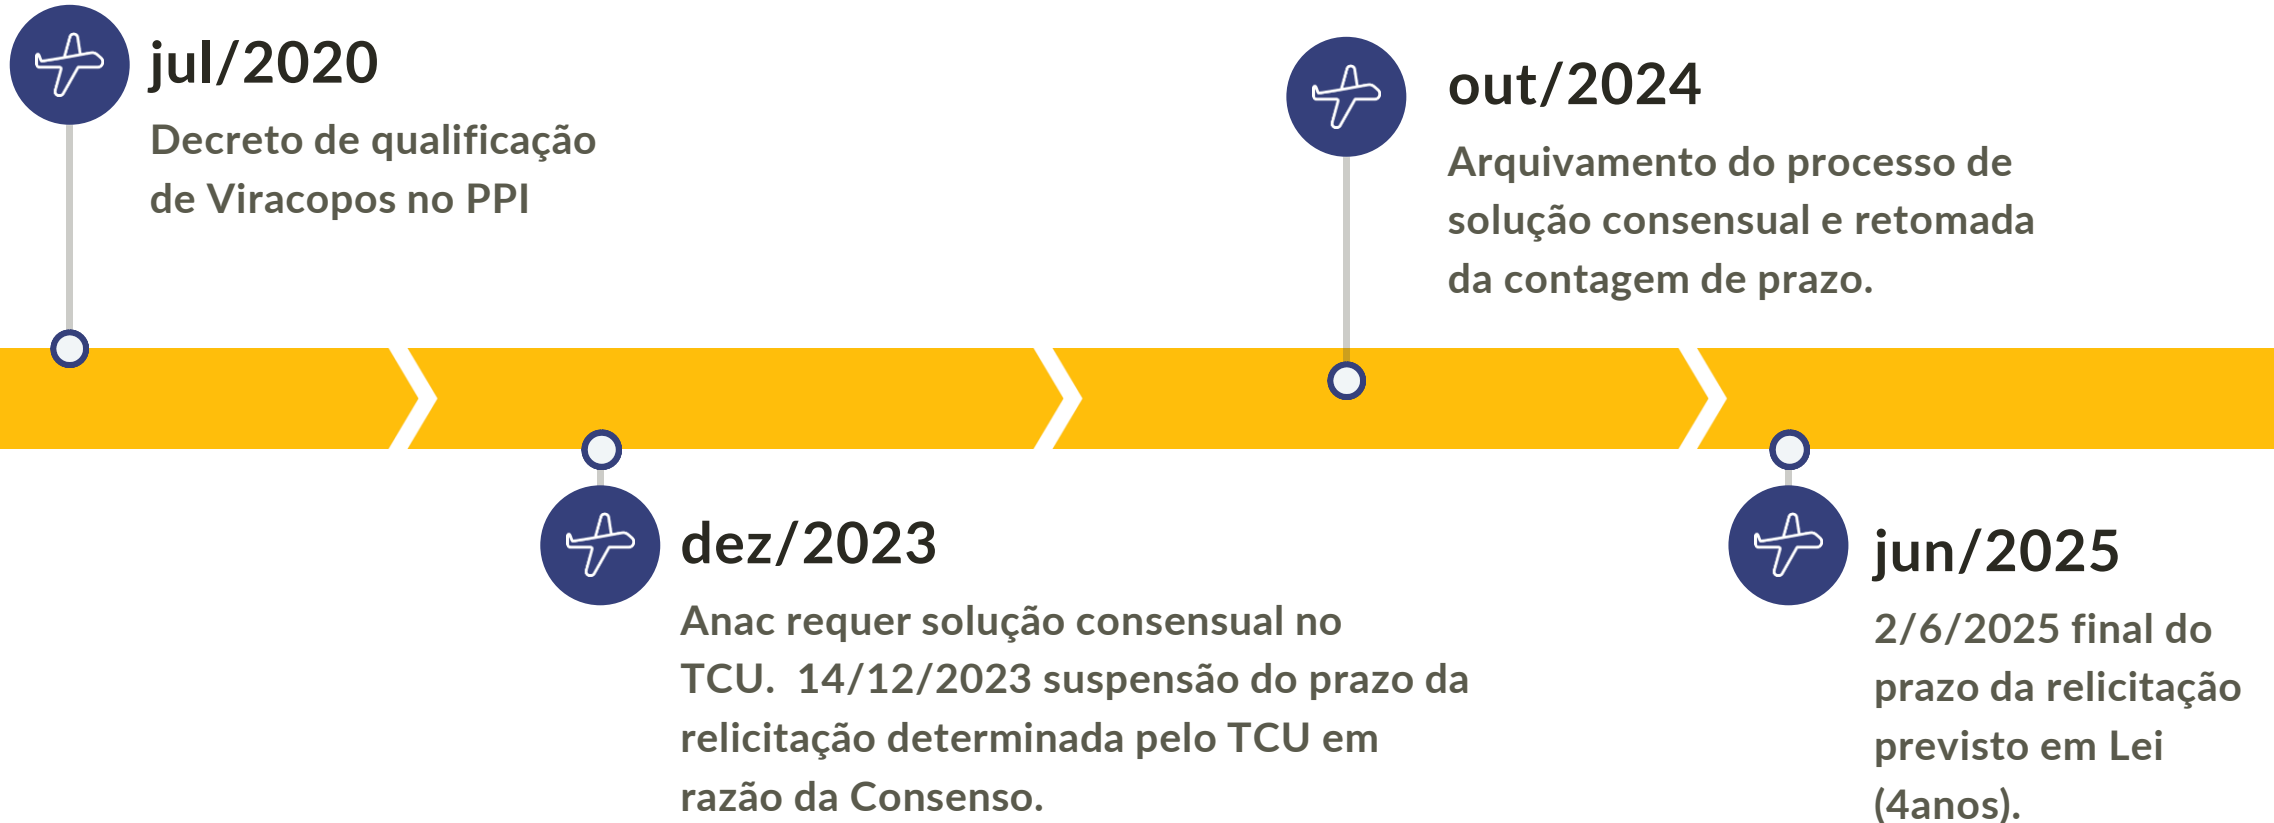 jul/2020
Decreto de qualificação
de Viracopos no PPI
dez/2023
Anac requer solução consensual no
TCU.  14/12/2023 suspensão do prazo da
relicitação determinada pelo TCU em
razão da Consenso.
out/2024
Arquivamento do processo de
solução consensual e retomada
da contagem de prazo.
jun/2025
2/6/2025 final do
prazo da relicitação
previsto em Lei
(4anos).